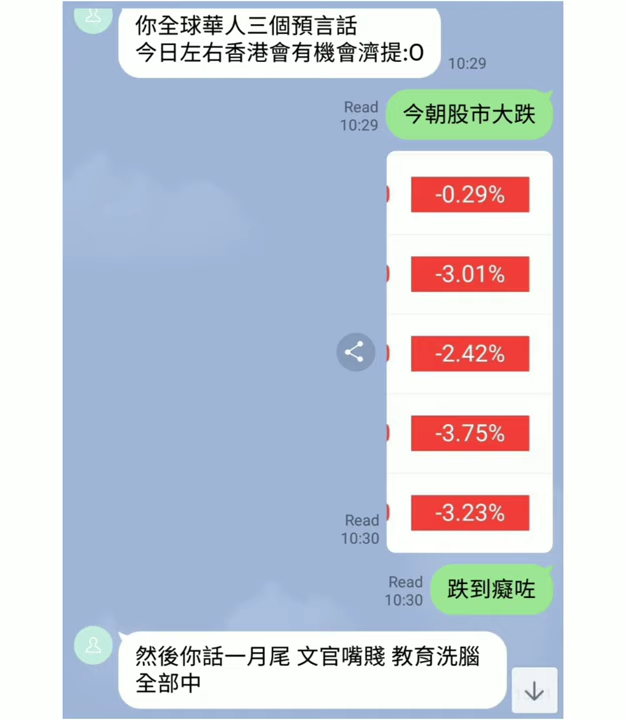 你全球華人三個預言話
今日左右香港會有機會濟提:O
10:29
Read
10:29
今朝股市大跌
-0.29%
-3.01%
-2.42%
-3.75%
-3.23%
Read
10:30
Read
10:30
跌到癡咗
然後你話一月尾 文官嘴賤 教育洗腦
全部中